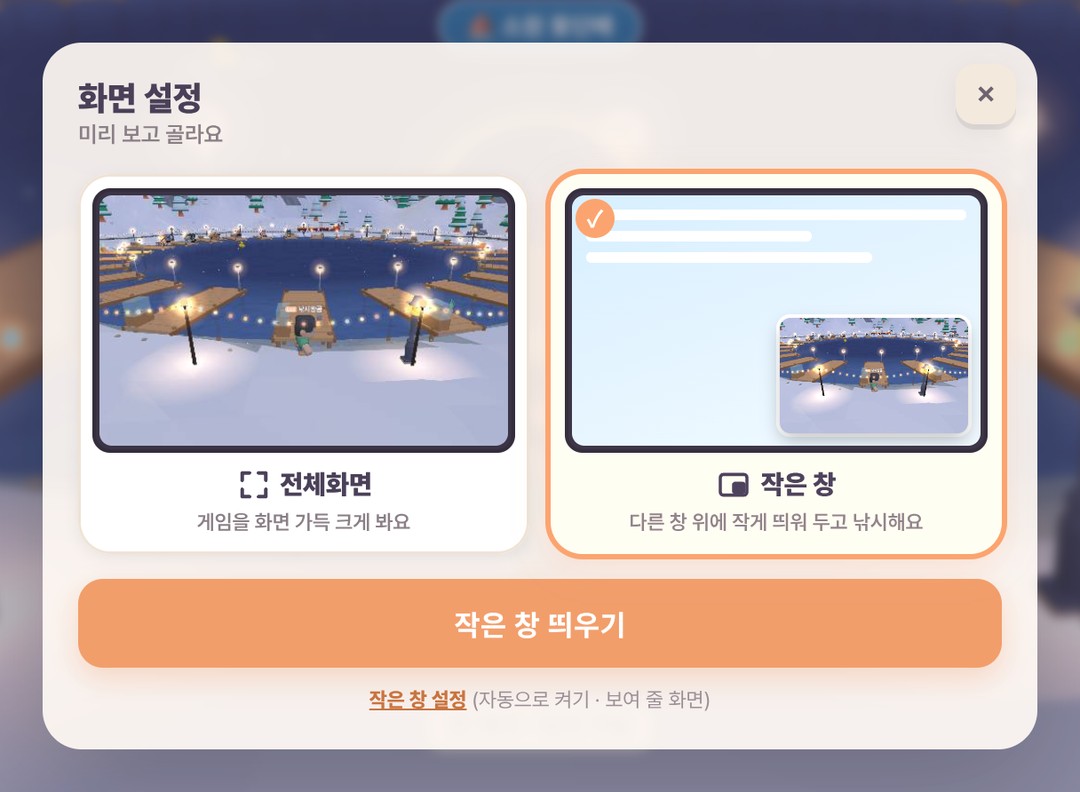 화면 설정
미리 보고 골라요
전체화면
게임을 화면 가득 크게 봐요
작은 창
다른 창 위에 작게 띄워 두고 낚시해요
작은 창 띄우기
작은 창 설정 (자동으로 켜기 · 보여 줄 화면)